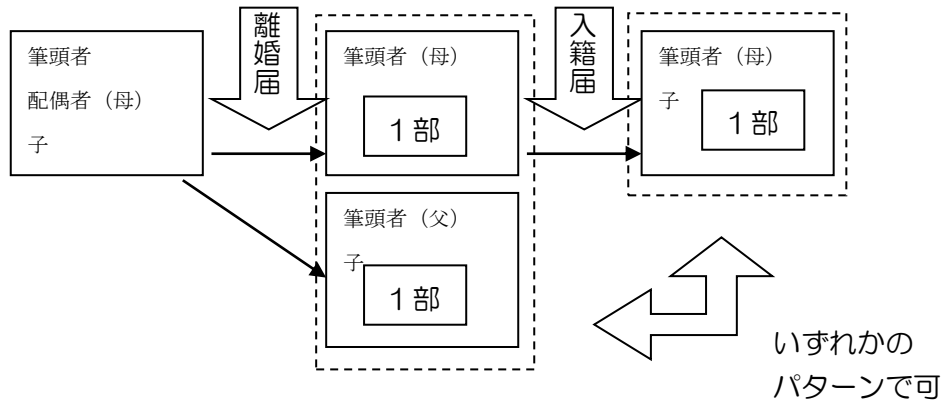 筆頭者
配偶者（母）
子
離婚届
筆頭者（母）
１部
筆頭者（父）
子
１部
入籍届
筆頭者（母）
子
１部
いずれかの
パターンで可